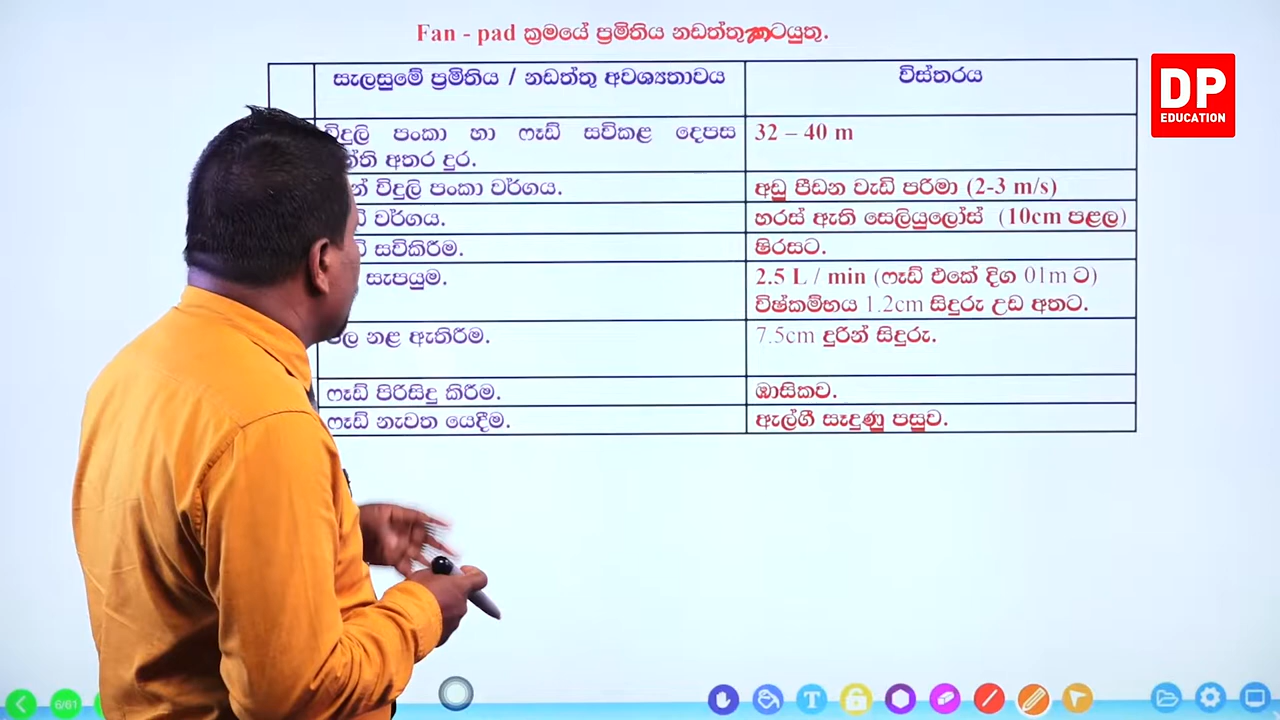 Fan - pad ක්‍රමයේ ප්‍රමිතිය නඩත්තු කටයුතු.
සැලසුමේ ප්‍රමිතිය / නඩත්තු අවශ්‍යතාවය
විස්තරය
විදුලි පංකා හා ෆෑඩ් සවිකළ දෙපස
අතර දුර.
32 – 40 m
විදුලි පංකා වර්ගය.
අඩු පීඩන වැඩි පරිමා (2-3 m/s)
වර්ගය.
හරස් ඇති සෙලියුලෝස් (10cm පළල)
සවිකිරීම.
ෂිරසට.
සැපයුම.
2.5 L / min (ෆෑඩ් එකේ දිග 01m ට)
විෂ්කම්භය 1.2cm සිදුරු උඩ අතට.
නළ ඇතිරීම.
7.5cm දුරින් සිදුරු.
ෆෑඩ් පිරිසිදු කිරීම.
ඹාසිකව.
ෆෑඩ් නැවත යෙදීම.
ඇල්ගී සෑදුණු පසුව.
DP
EDUCATION
6/61
T